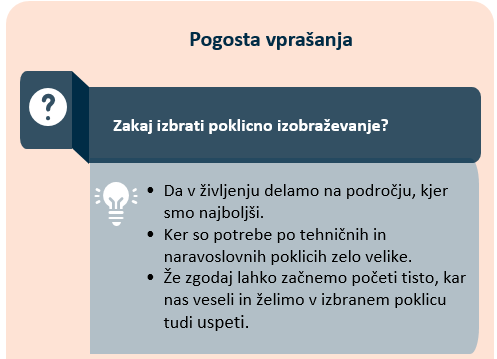 Pogosta vprašanja
?
Zakaj izbrati poklicno izobraževanje?
• Da v življenju delamo na področju, kjer
smo najboljši.
• Ker so potrebe po tehničnih in
naravoslovnih poklicih zelo velike.
• Že zgodaj lahko začnemo početi tisto, kar
nas veseli in želimo v izbranem poklicu
tudi uspeti.